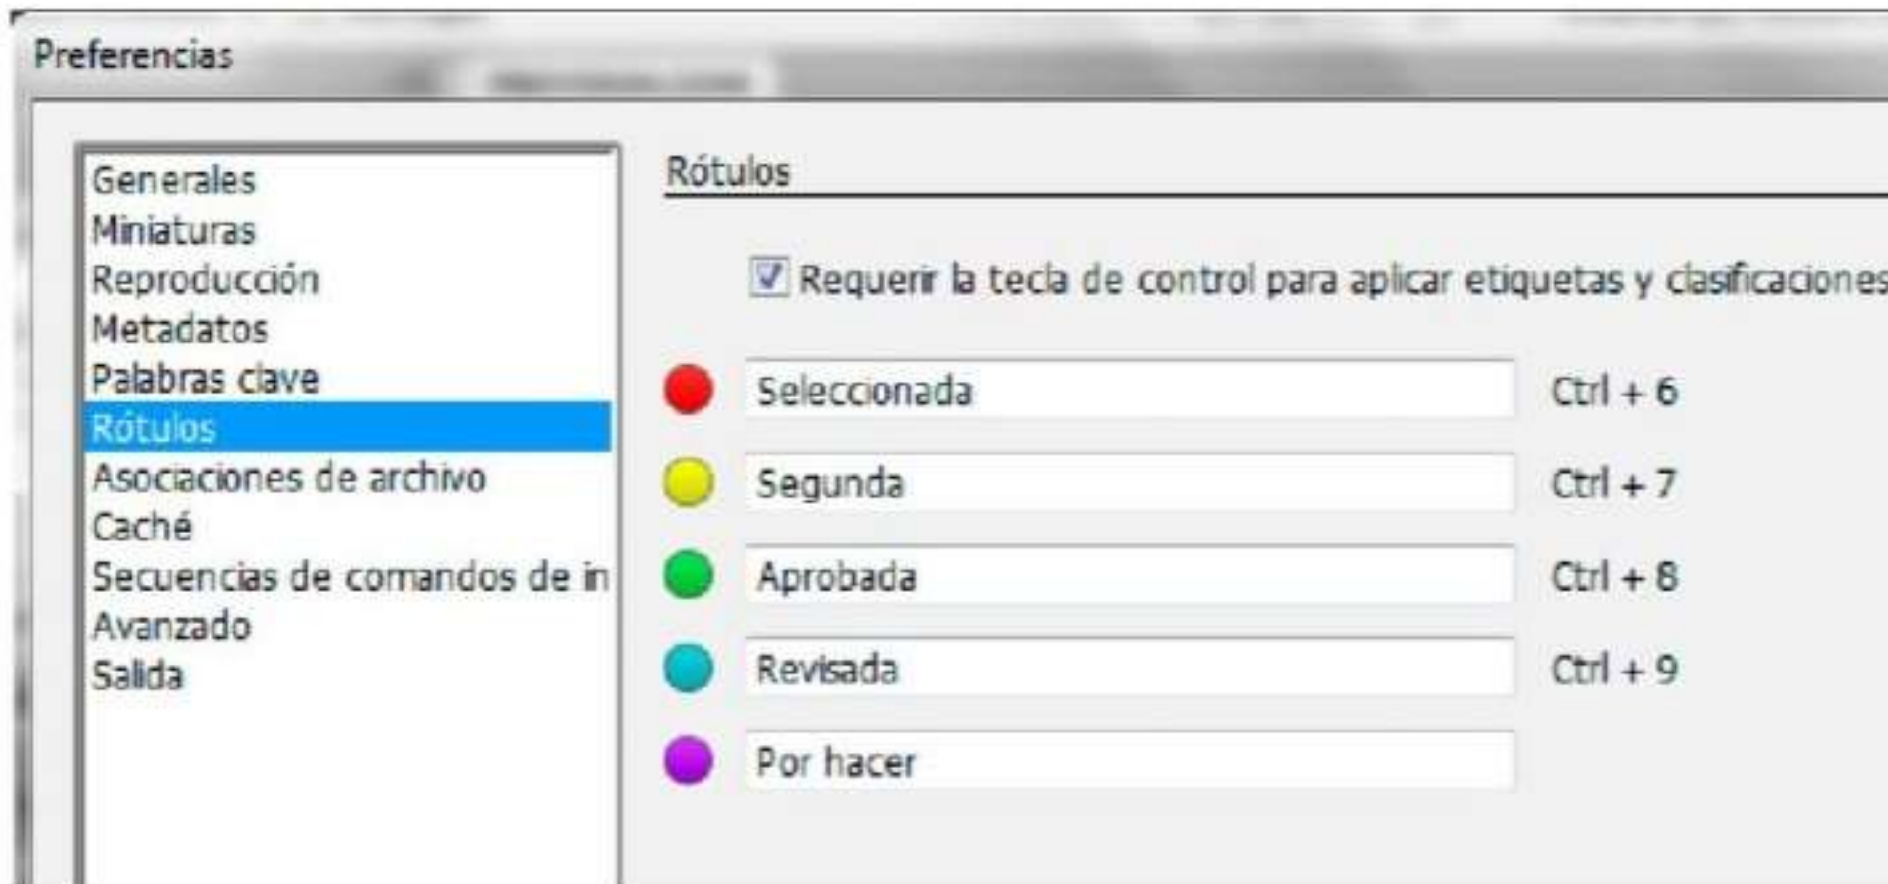 Preferencias
Generales
Miniaturas
Reproducción
Metadatos
Palabras clave
Rótulos
Asociaciones de archivo
Caché
Secuencias de comandos de in
Avanzado
Salida
Rótulos
Requerir la tecla de control para aplicar etiquetas y clasificaciones
Seleccionada Ctrl + 6
Segunda Ctrl + 7
Aprobada Ctrl + 8
Revisada Ctrl + 9
Por hacer